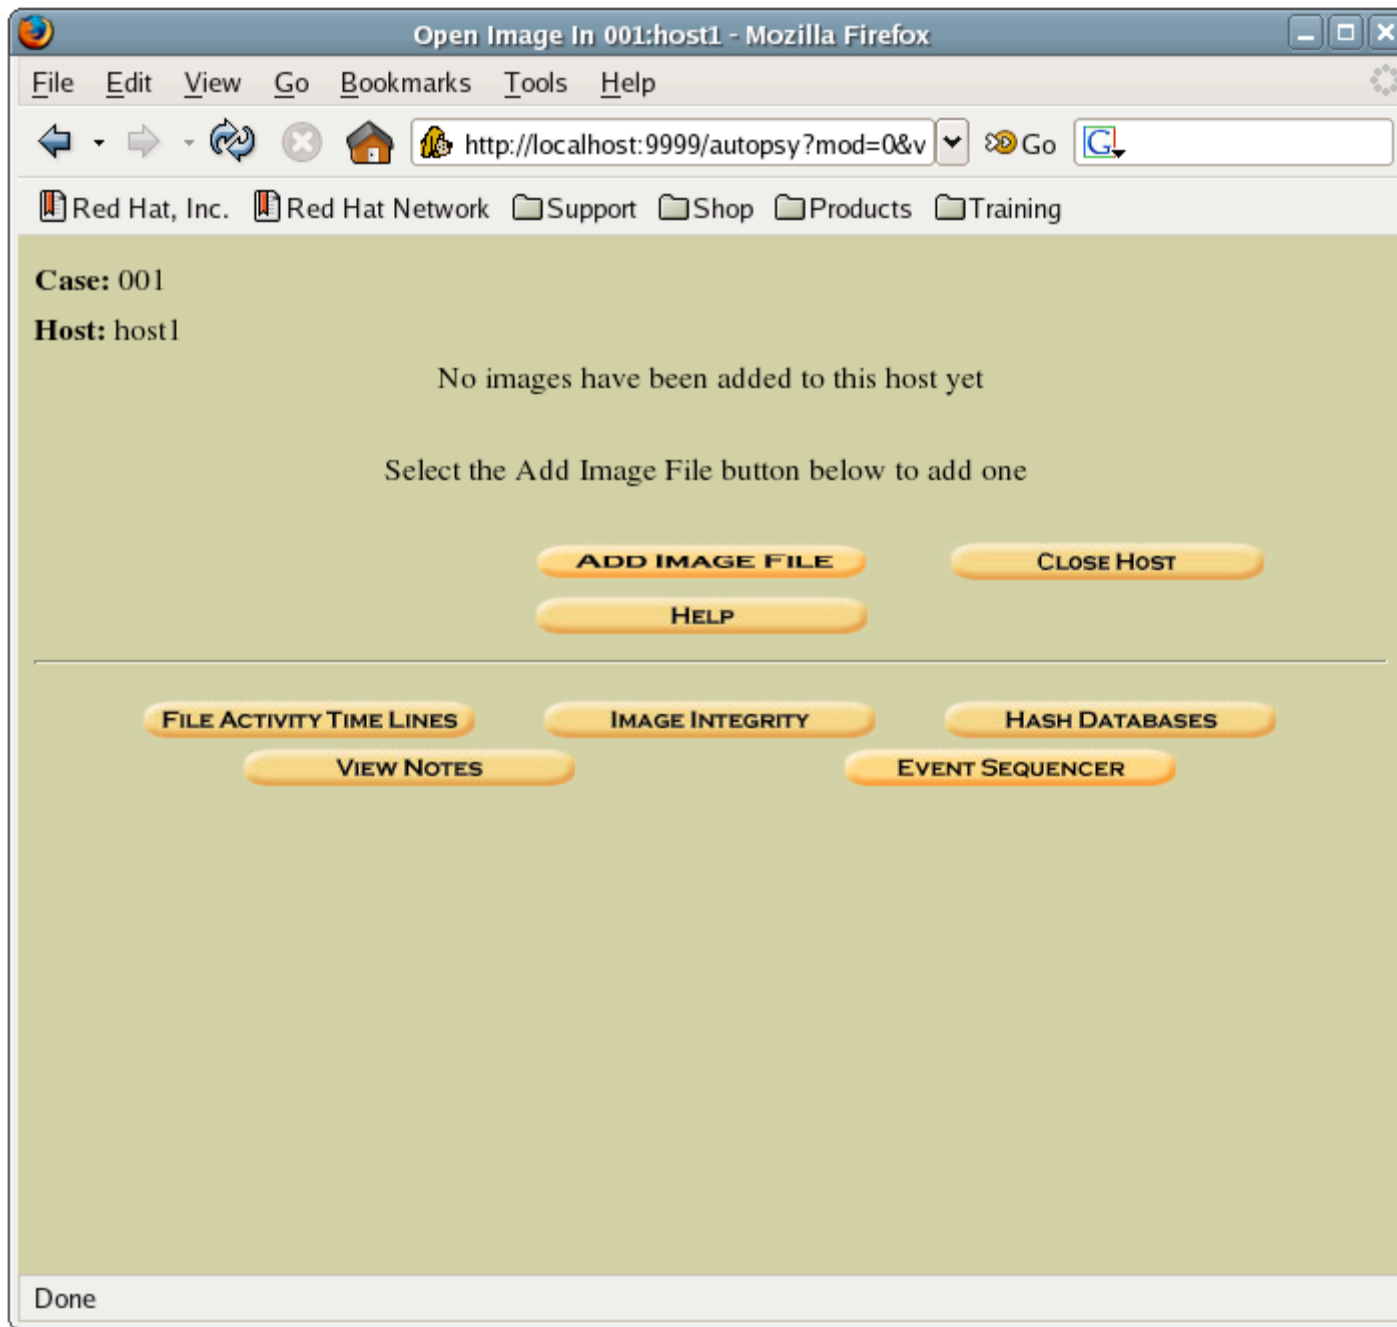 Open Image In 001:host1 - Mozilla Firefox
File Edit View Go Bookmarks Tools Help
http://localhost:9999/autopsy?mod=0&v Go G
Red Hat, Inc. Red Hat Network Support Shop Products Training
Case: 001
Host: host1
No images have been added to this host yet
Select the Add Image File button below to add one
ADD IMAGE FILE CLOSE HOST
HELP
FILE ACTIVITY TIME LINES IMAGE INTEGRITY HASH DATABASES
VIEW NOTES EVENT SEQUENCER
Done